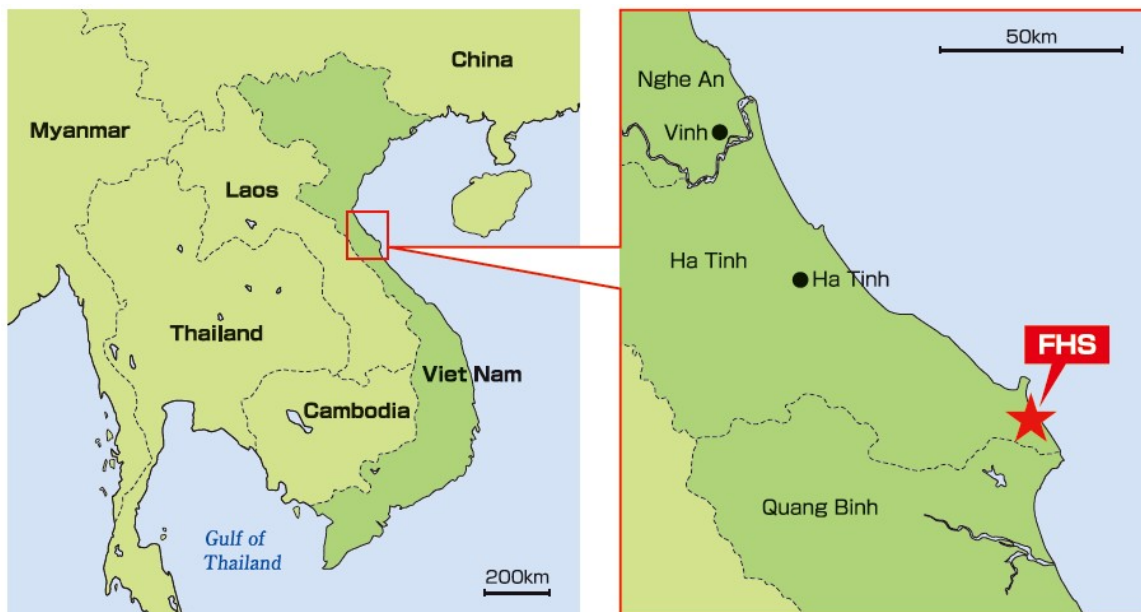 China
Myanmar
Laos
Thailand
Viet Nam
Cambodia
Gulf of
Thailand
200km
50km
Nghe An
Vinh
Ha Tinh
Ha Tinh
FHS
Quang Binh